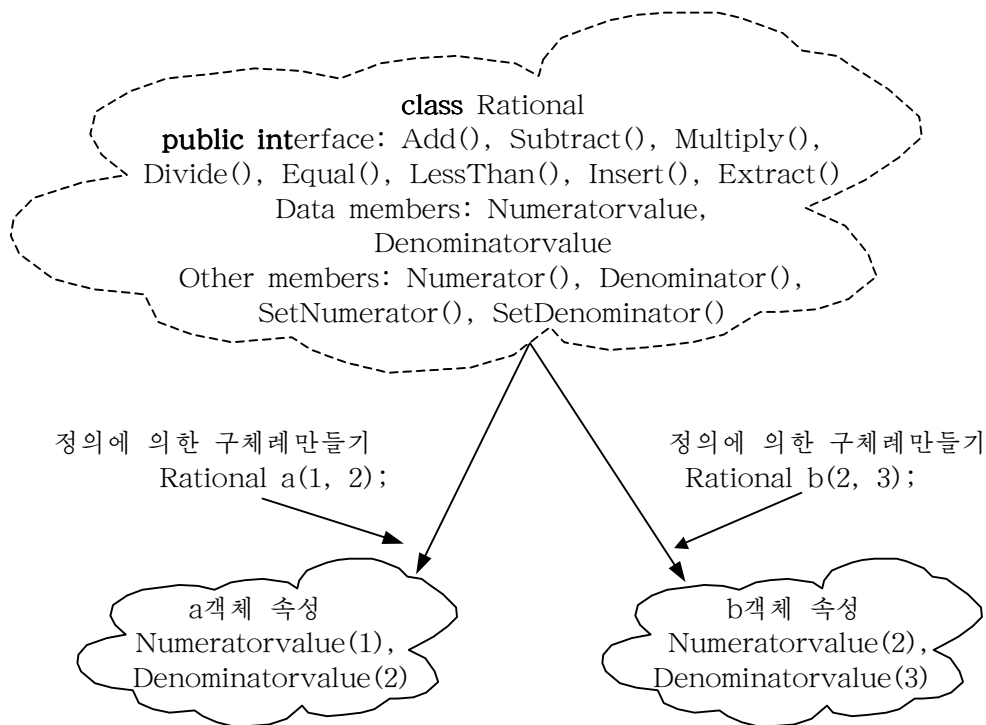 class Rational
public interface: Add(), Subtract(), Multiply(),
Divide(), Equal(), LessThan(), Insert(), Extract()
Data members: Numeratorvalue,
Denominatorvalue
Other members: Numerator(), Denominator(),
SetNumerator(), SetDenominator()
정의에 의한 구체레만들기
Rational a(1, 2);
정의에 의한 구체레만들기
Rational b(2, 3);
a객체 속성
Numeratorvalue(1),
Denominatorvalue(2)
b객체 속성
Numeratorvalue(2),
Denominatorvalue(3)